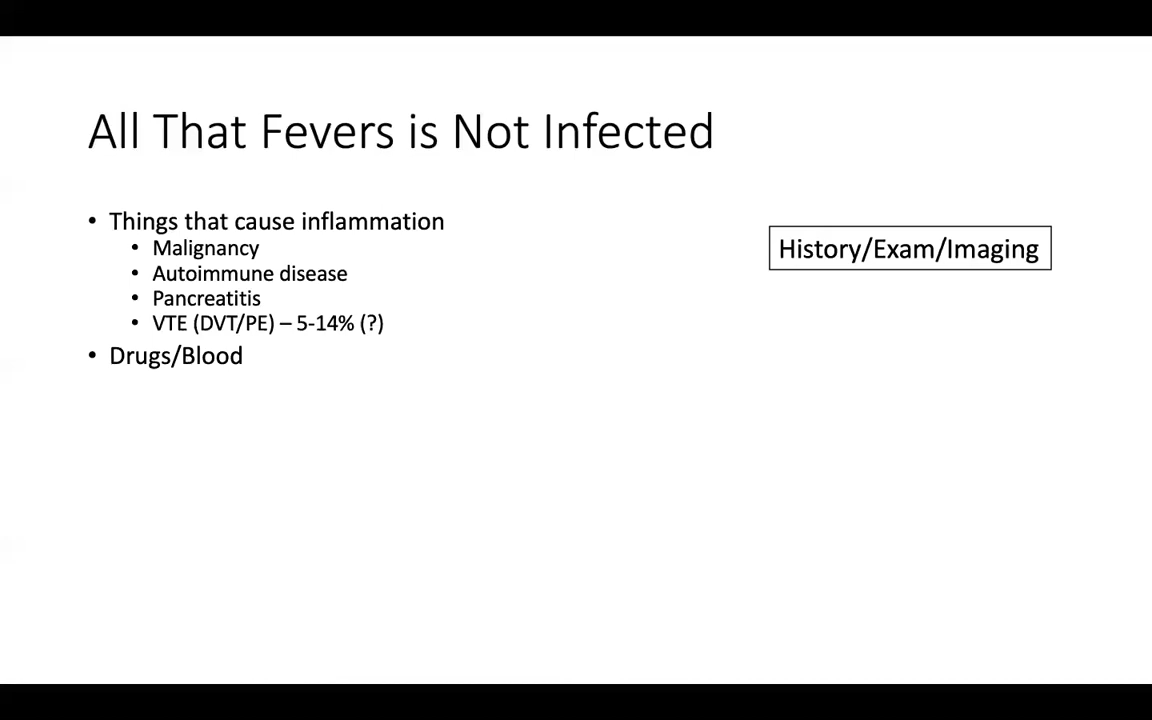 All That Fevers is Not Infected
• Things that cause inflammation
• Malignancy
• Autoimmune disease
• Pancreatitis
• VTE (DVT/PE) – 5-14% (?)
• Drugs/Blood
History/Exam/Imaging